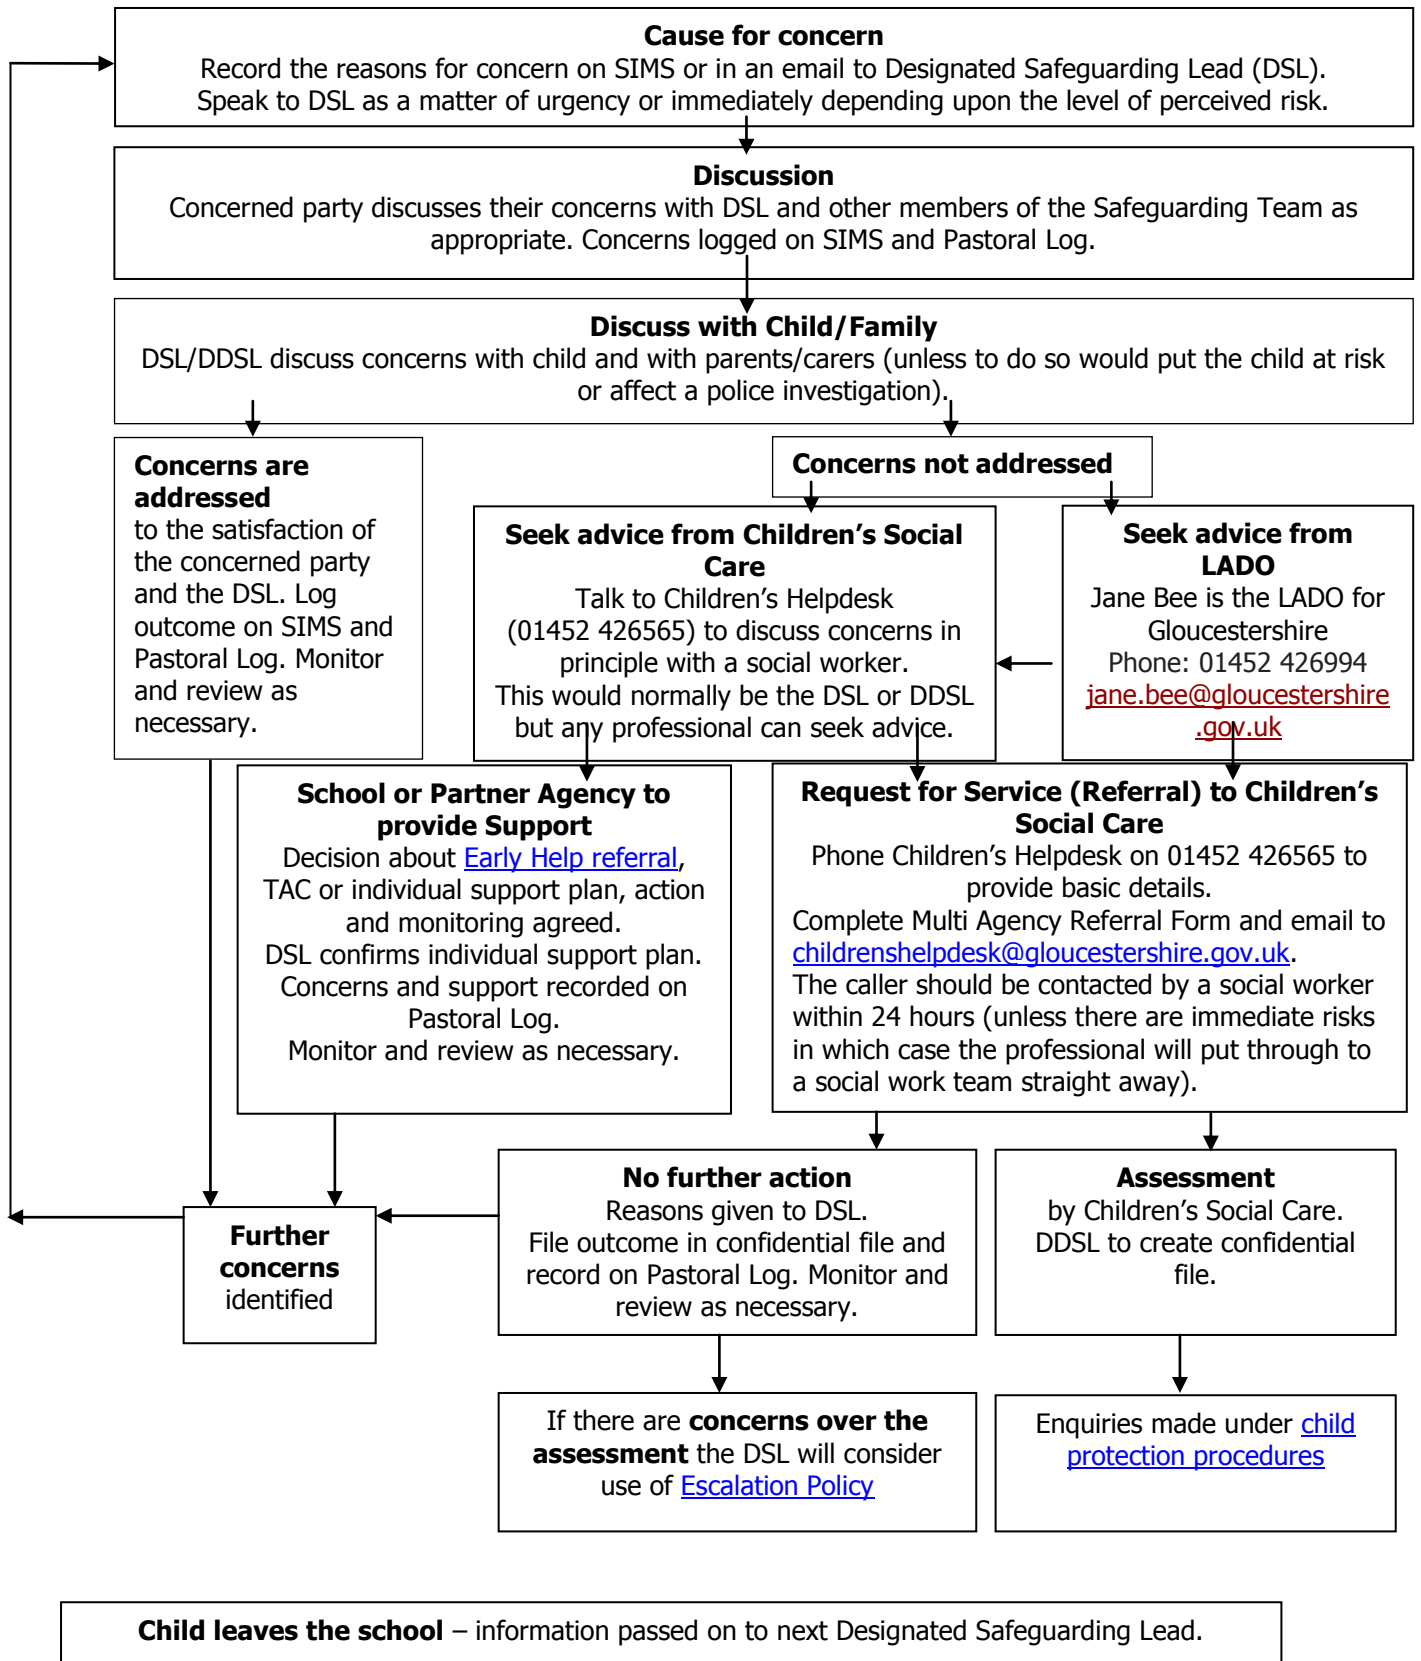 Cause for concern
Record the reasons for concern on SIMS or in an email to Designated Safeguarding Lead (DSL).
Speak to DSL as a matter of urgency or immediately depending upon the level of perceived risk.
Discussion
Concerned party discusses their concerns with DSL and other members of the Safeguarding Team as
appropriate. Concerns logged on SIMS and Pastoral Log.
Discuss with Child/Family
DSL/DDSL discuss concerns with child and with parents/carers (unless to do so would put the child at risk
or affect a police investigation).
Concerns are
addressed
to the satisfaction of
the concerned party
and the DSL. Log
outcome on SIMS and
Pastoral Log. Monitor
and review as
necessary.
Concerns not addressed
Seek advice from Children's Social
Care
Talk to Children's Helpdesk
(01452 426565) to discuss concerns in
principle with a social worker.
This would normally be the DSL or DDSL
but any professional can seek advice.
Seek advice from
LADO
Jane Bee is the LADO for
Gloucestershire
Phone: 01452 426994
jane.bee@gloucestershire
.gov.uk
School or Partner Agency to
provide Support
Decision about Early Help referral,
TAC or individual support plan, action
and monitoring agreed.
DSL confirms individual support plan.
Concerns and support recorded on
Pastoral Log.
Monitor and review as necessary.
Request for Service (Referral) to Children's
Social Care
Phone Children's Helpdesk on 01452 426565 to
provide basic details.
Complete Multi Agency Referral Form and email to
childrenshelpdesk@gloucestershire.gov.uk.
The caller should be contacted by a social worker
within 24 hours (unless there are immediate risks
in which case the professional will put through to
a social work team straight away).
Further
concerns
identified
No further action
Reasons given to DSL.
File outcome in confidential file and
record on Pastoral Log. Monitor and
review as necessary.
Assessment
by Children's Social Care.
DDSL to create confidential
file.
If there are concerns over the
assessment the DSL will consider
use of Escalation Policy
Enquiries made under child
protection procedures
Child leaves the school – information passed on to next Designated Safeguarding Lead.